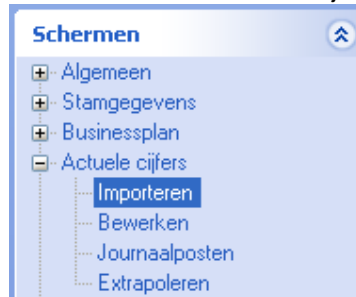 Schermen
Algemeen
Stamgegevens
Businessplan
Actuele cijfers
Importeren
Bewerken
Journaalposten
Extrapoleren